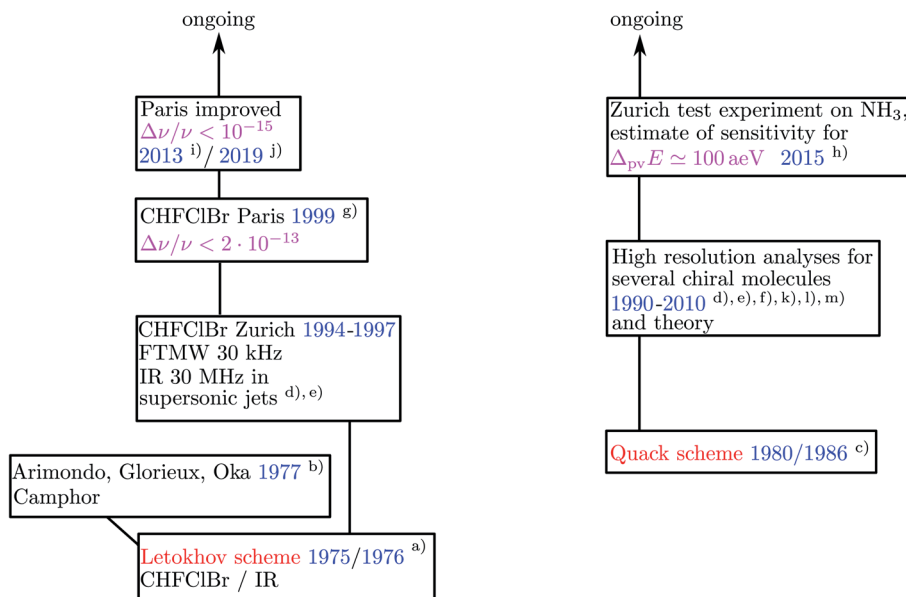 ongoing
Paris improved
Δν/ν < 10⁻¹⁵
2013 i)/ 2019 j)
CHFClBr Paris 1999 g)
Δν/ν < 2 · 10⁻¹³
CHFClBr Zurich 1994-1997
FTMW 30 kHz
IR 30 MHz in
supersonic jets d), e)
Arimondo, Glorieux, Oka 1977 b)
Camphor
Letokhov scheme 1975/1976 a)
CHFClBr / IR
ongoing
Zurich test experiment on NH₃,
estimate of sensitivity for
ΔₚᵥE ≃ 100 aeV 2015 h)
High resolution analyses for
several chiral molecules
1990-2010 d), e), f), k), l), m)
and theory
Quack scheme 1980/1986 c)